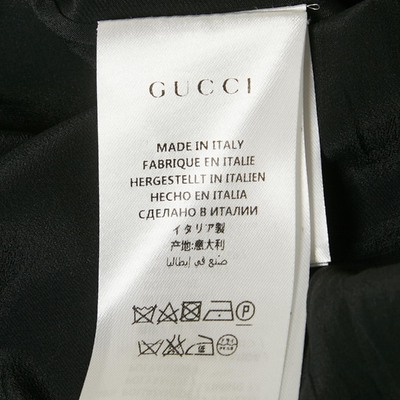 GUCCI
MADE IN ITALY
FABRIQUE EN ITALIE
HERGESTELLT IN ITALIEN
HECHO EN ITALIA
СДЕЛАНО В ИТАЛИИ
イタリア製
产地:意大利
صنع في إيطاليا
P